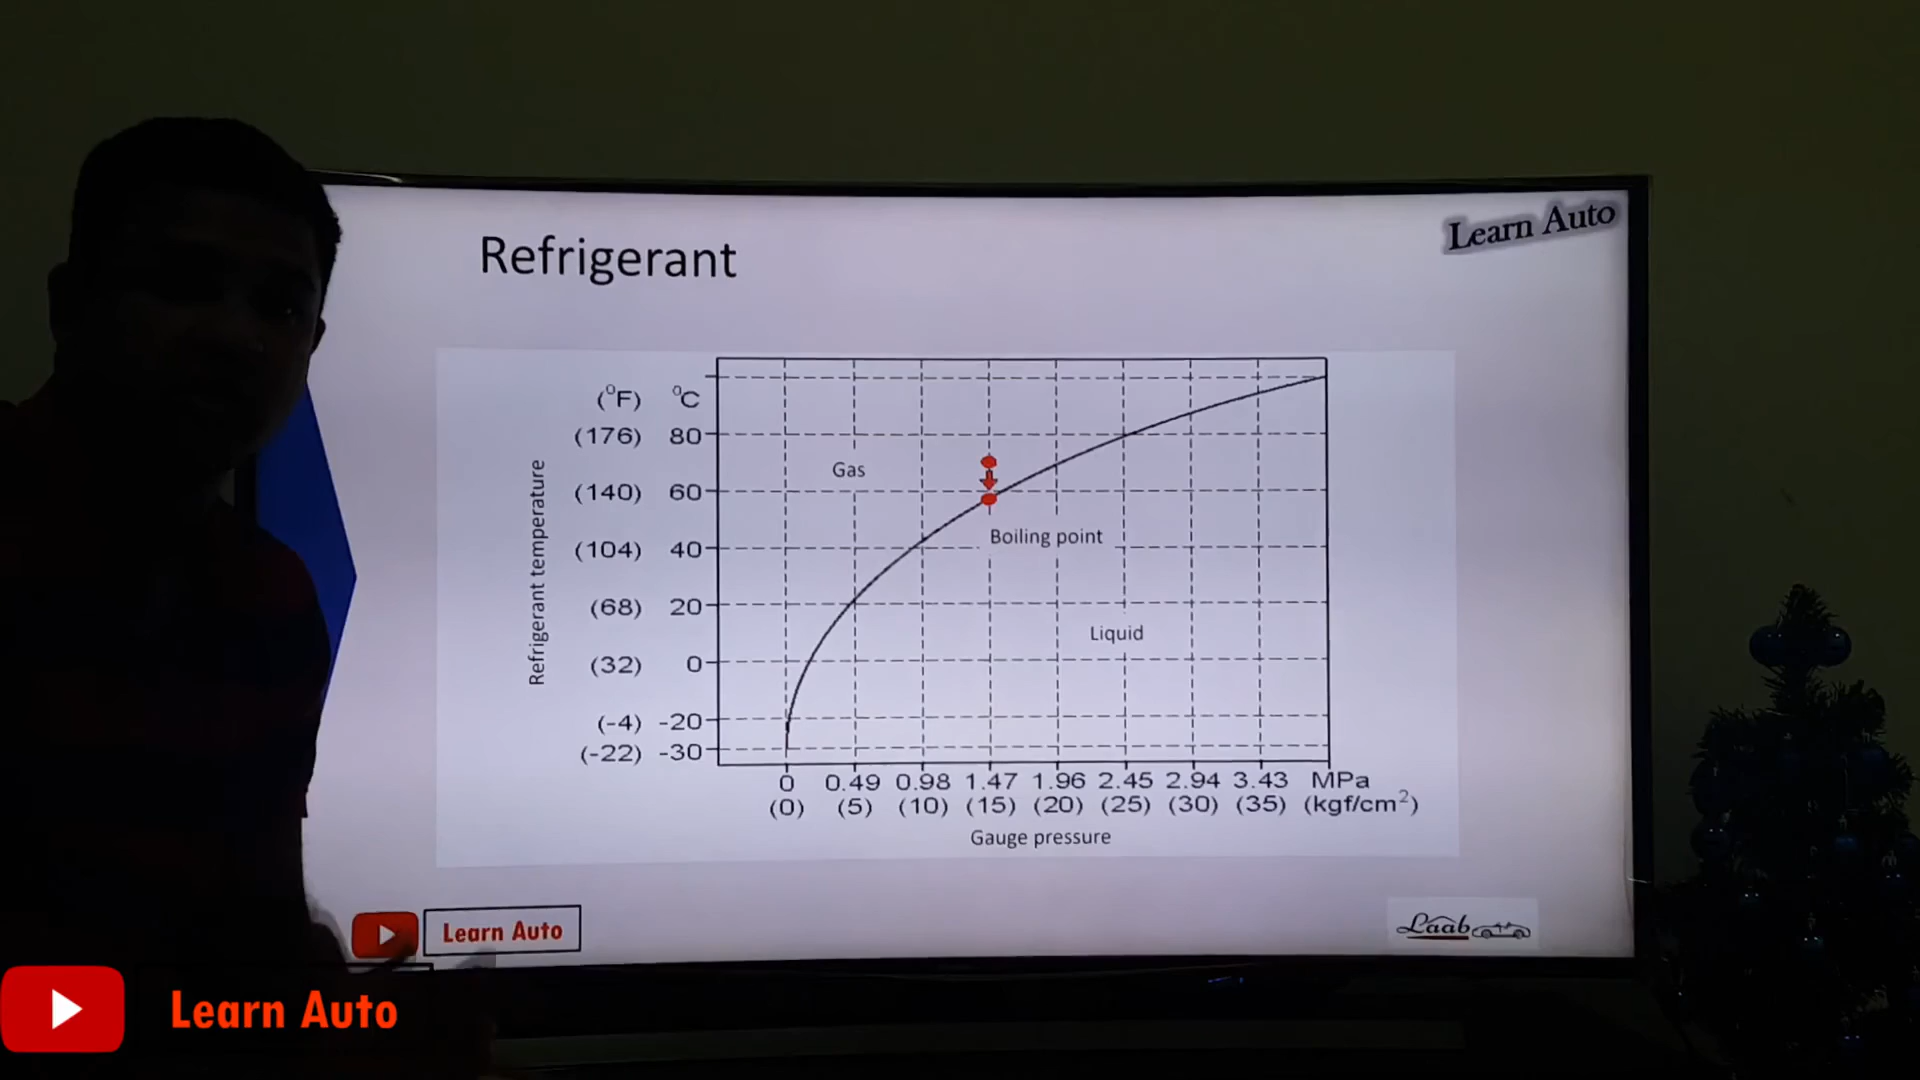 Learn Auto
Refrigerant
(°F) °C
(176) 80
(140) 60
(104) 40
(68) 20
(32) 0
(-4) -20
(-22) -30
Refrigerant temperature
Gas
Boiling point
Liquid
0 0.49 0.98 1.47 1.96 2.45 2.94 3.43 MPa
(0) (5) (10) (15) (20) (25) (30) (35) (kgf/cm²)
Gauge pressure
Learn Auto
Laab
Learn Auto